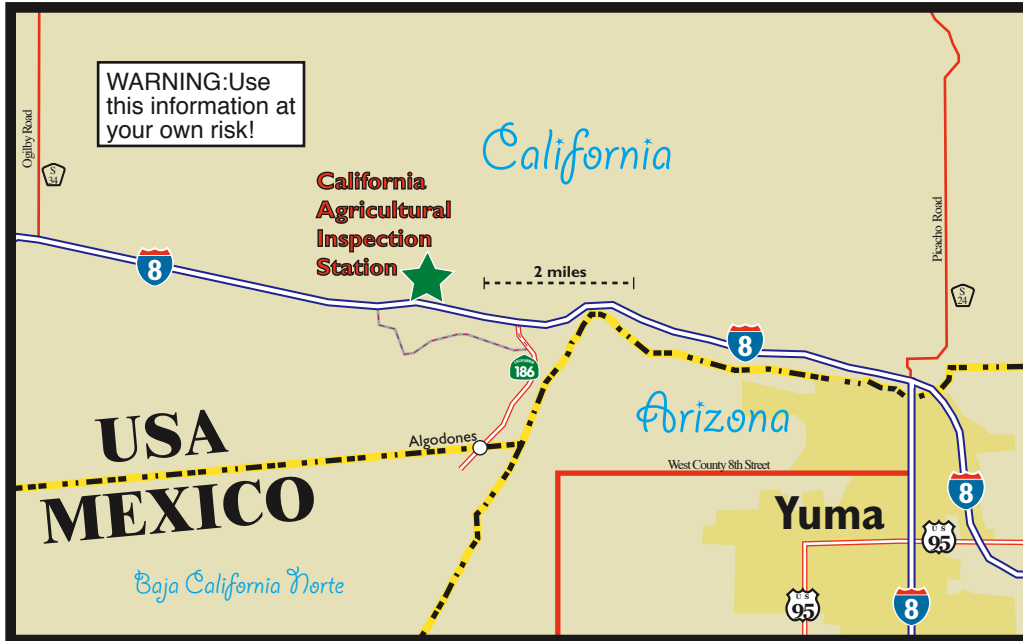 WARNING:Use
this information at
your own risk!
Ogilby Road
S
34
California
Picacho Road
California
Agricultural
Inspection
Station
2 miles
8
S
24
8
CALIFORNIA
186
Arizona
USA
Algodones
MEXICO
West County 8th Street
8
Yuma
U S
95
Baja California Norte
U S
95
8